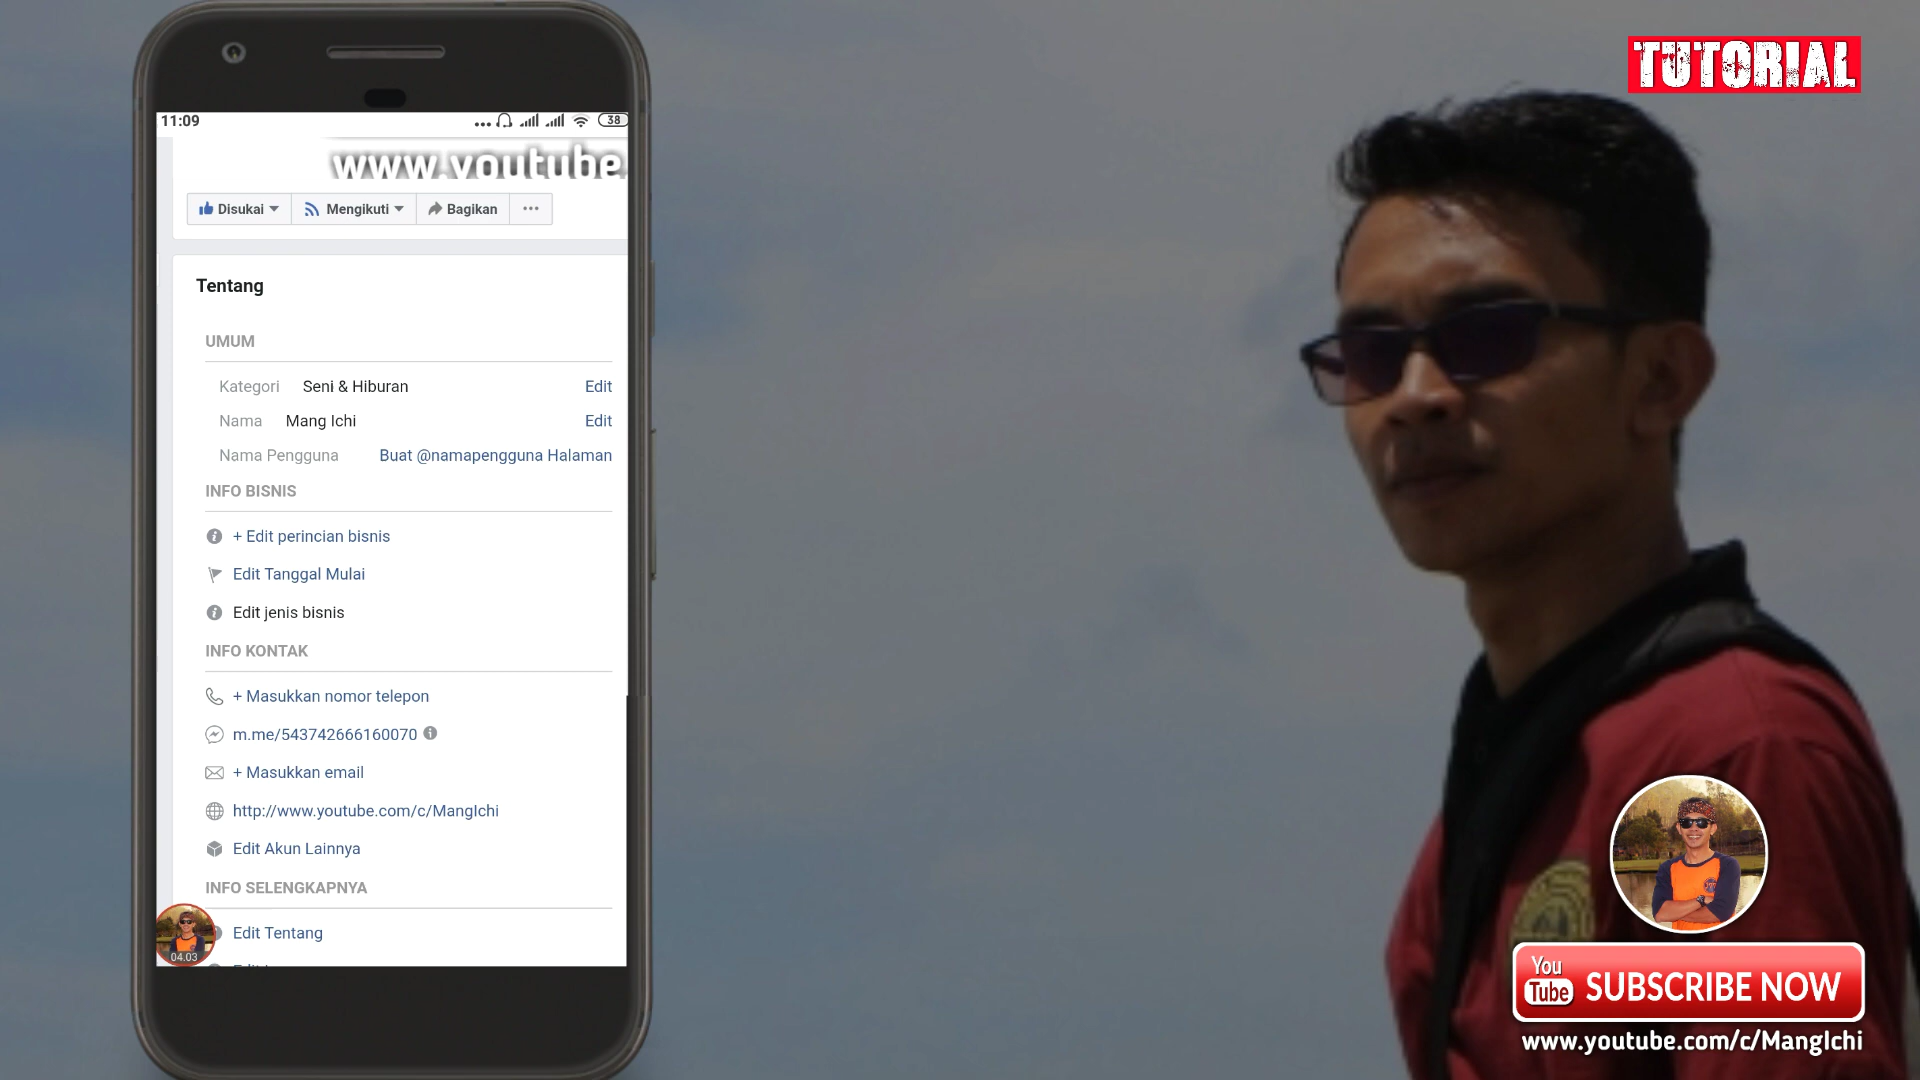 TUTORIAL
11:09
38
www.youtube.
Disukai
Mengikuti
Bagikan
Tentang
UMUM
Kategori Seni & Hiburan Edit
Nama Mang Ichi Edit
Nama Pengguna Buat @namapengguna Halaman
INFO BISNIS
+ Edit perincian bisnis
Edit Tanggal Mulai
Edit jenis bisnis
INFO KONTAK
+ Masukkan nomor telepon
m.me/543742666160070
+ Masukkan email
http://www.youtube.com/c/MangIchi
Edit Akun Lainnya
INFO SELENGKAPNYA
Edit Tentang
04.03
You
Tube SUBSCRIBE NOW
www.youtube.com/c/MangIchi